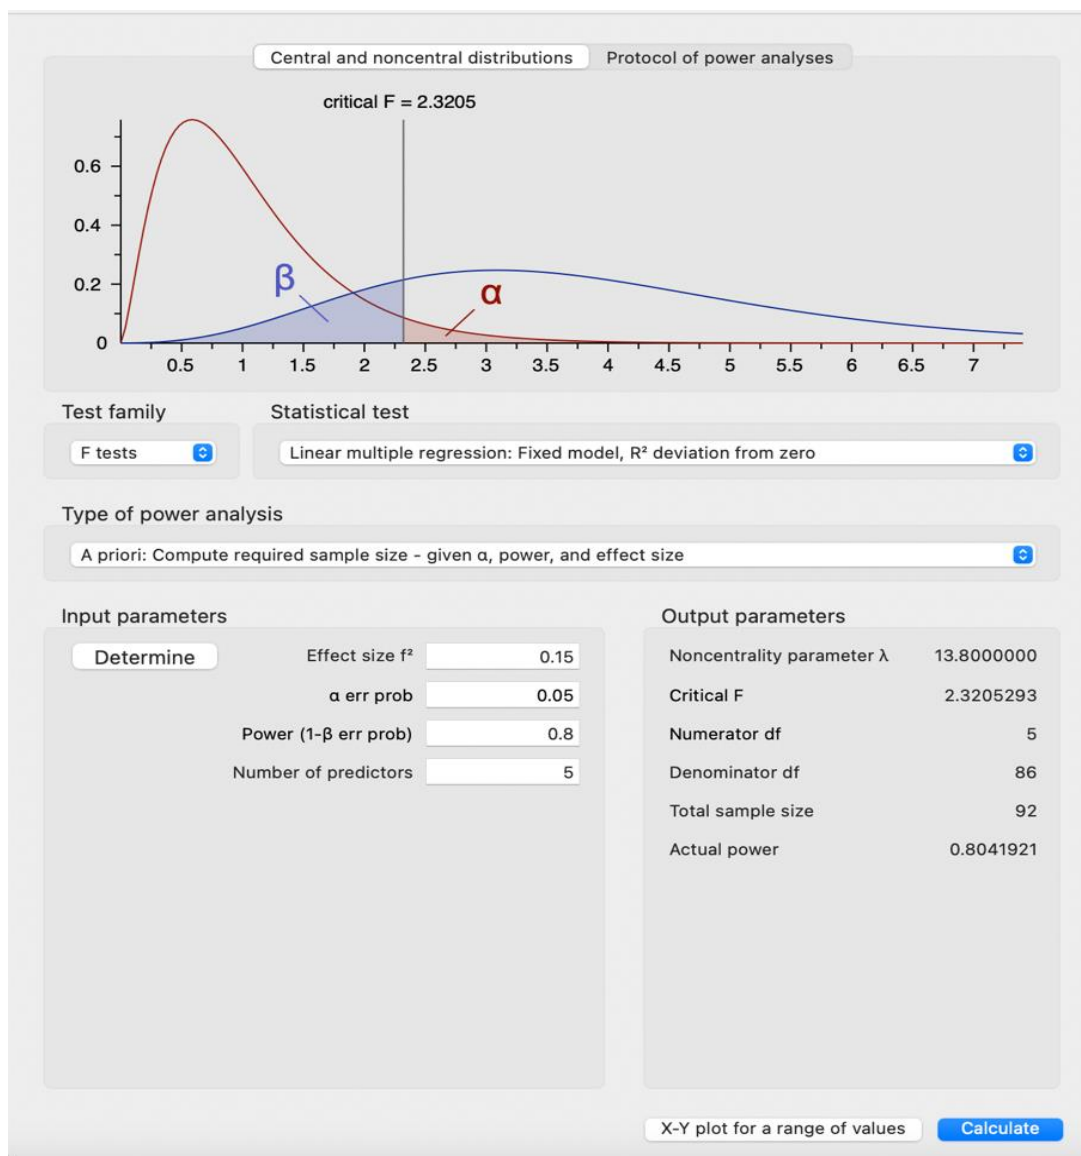 Central and noncentral distributions Protocol of power analyses
critical F = 2.3205
0.6
0.4
0.2
0
β
α
0.5 1 1.5 2 2.5 3 3.5 4 4.5 5 5.5 6 6.5 7
Test family Statistical test
F tests Linear multiple regression: Fixed model, R² deviation from zero
Type of power analysis
A priori: Compute required sample size - given α, power, and effect size
Input parameters
Determine Effect size f² 0.15
α err prob 0.05
Power (1-β err prob) 0.8
Number of predictors 5
Output parameters
Noncentrality parameter λ 13.8000000
Critical F 2.3205293
Numerator df 5
Denominator df 86
Total sample size 92
Actual power 0.8041921
X-Y plot for a range of values Calculate